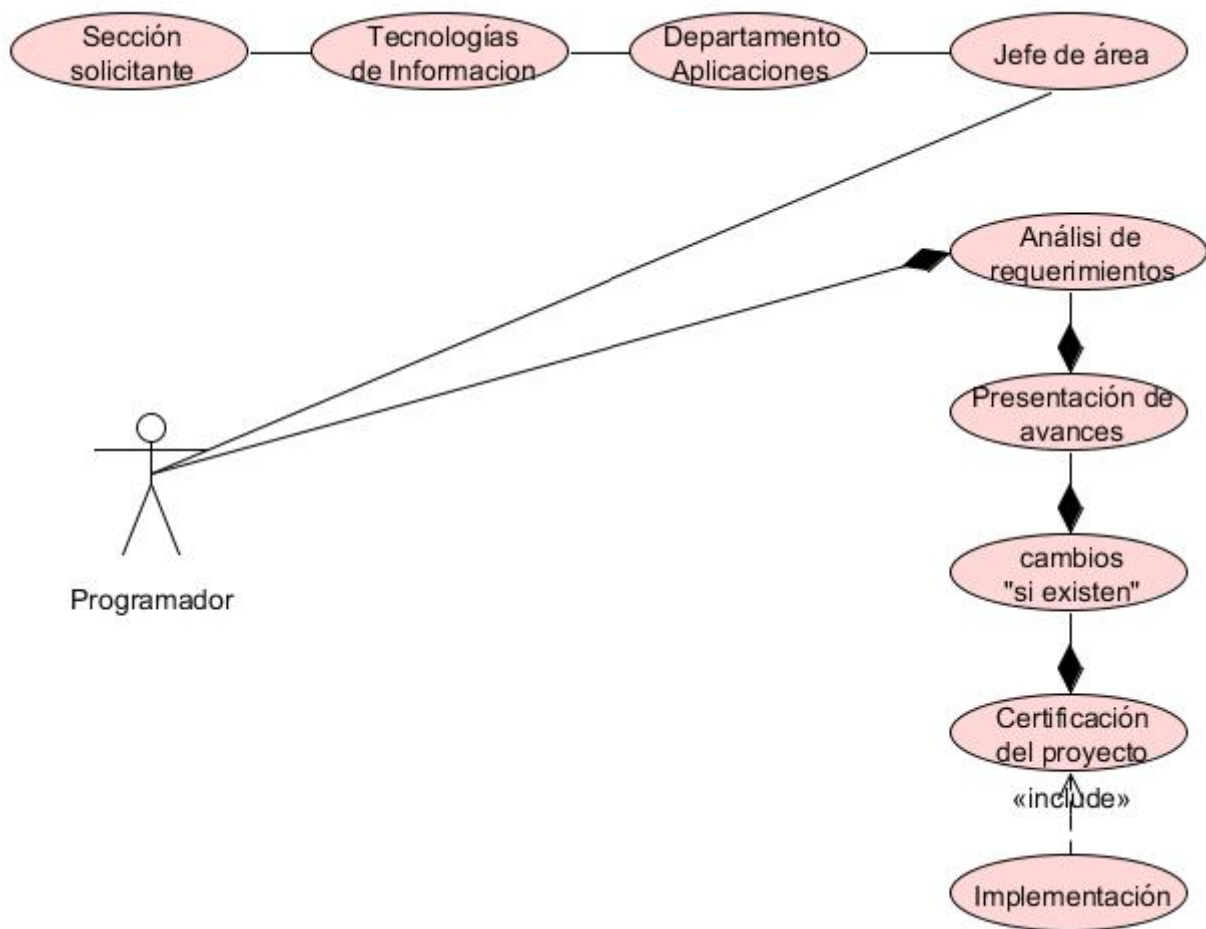 Sección
solicitante
Tecnologías
de Informacion
Departamento
Aplicaciones
Jefe de área
Análisi de
requerimientos
Presentación de
avances
Programador
cambios
"si existen"
Certificación
del proyecto
«include»
Implementación